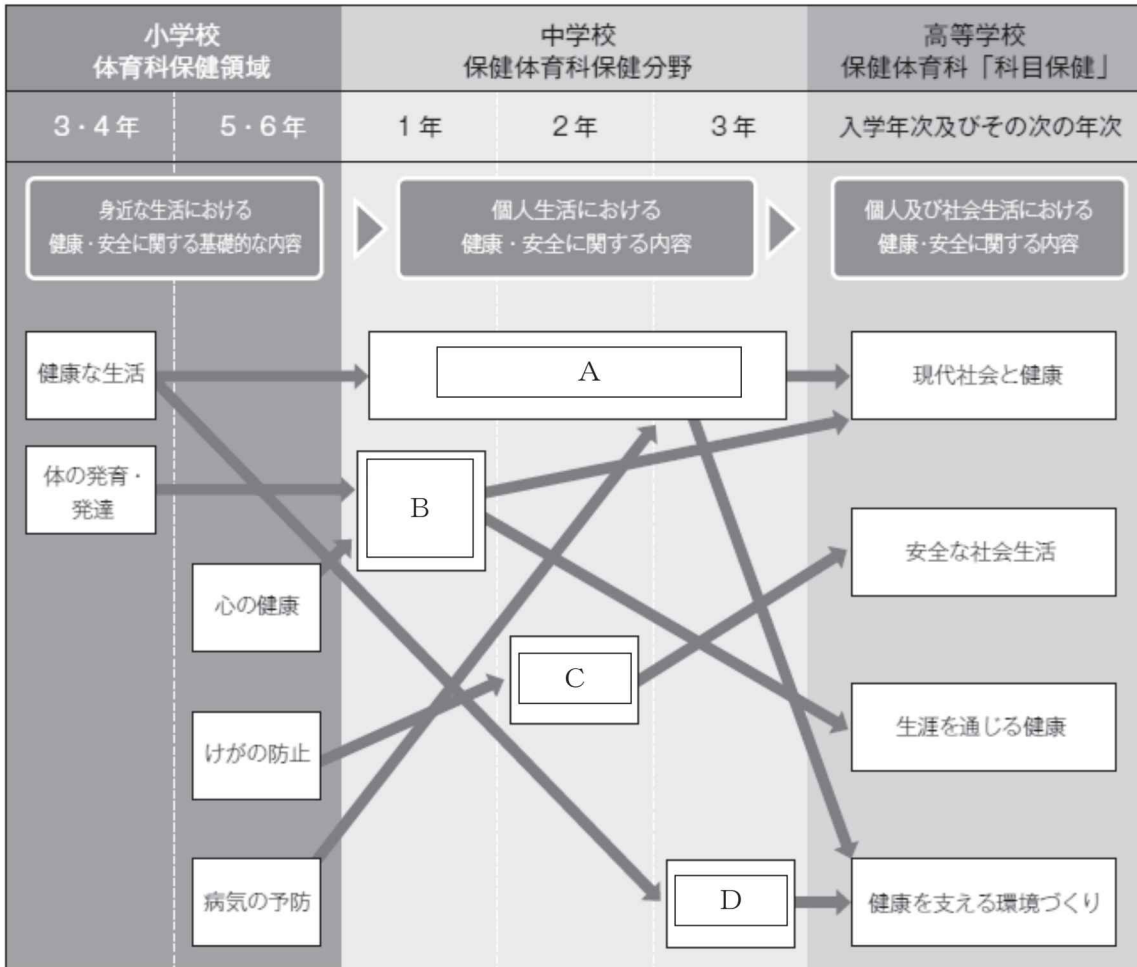 小学校
体育科保健領域
中学校
保健体育科保健分野
高等学校
保健体育科「科目保健」
3・4年
5・6年
1年
2年
3年
入学年次及びその次の年次
身近な生活における
健康・安全に関する基礎的な内容
個人生活における
健康・安全に関する内容
個人及び社会生活における
健康・安全に関する内容
健康な生活
A
現代社会と健康
体の発育・
発達
B
安全な社会生活
心の健康
C
生涯を通じる健康
けがの防止
病気の予防
D
健康を支える環境づくり